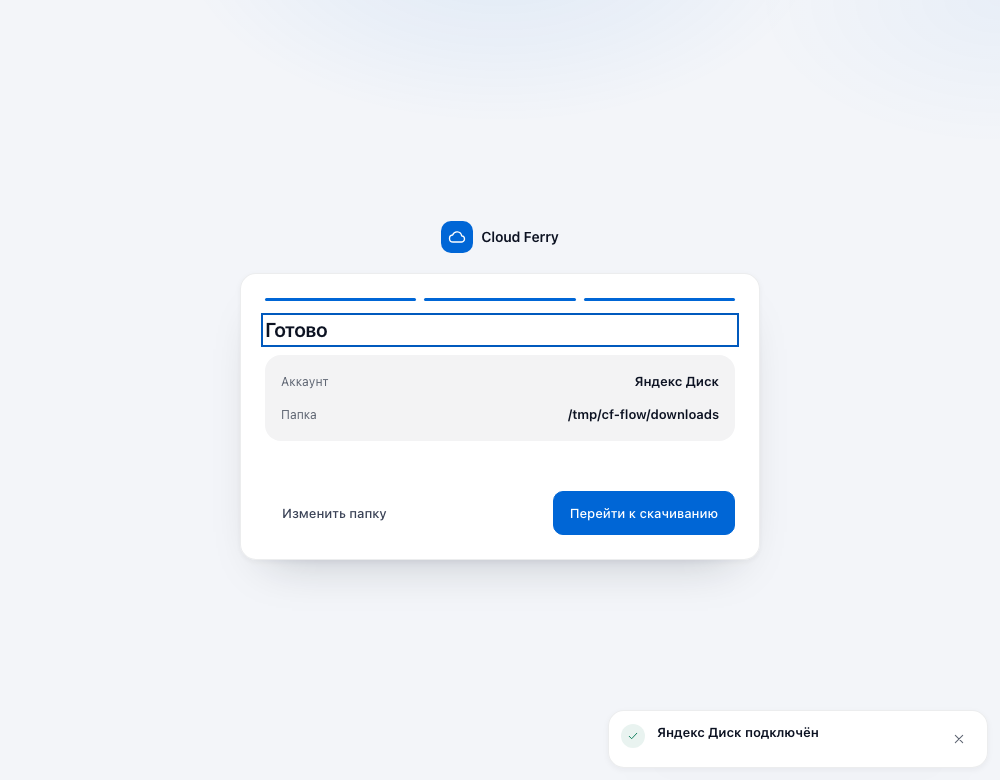 Cloud Ferry
Готово
Аккаунт Яндекс Диск
Папка /tmp/cf-flow/downloads
Изменить папку Перейти к скачиванию
Яндекс Диск подключён